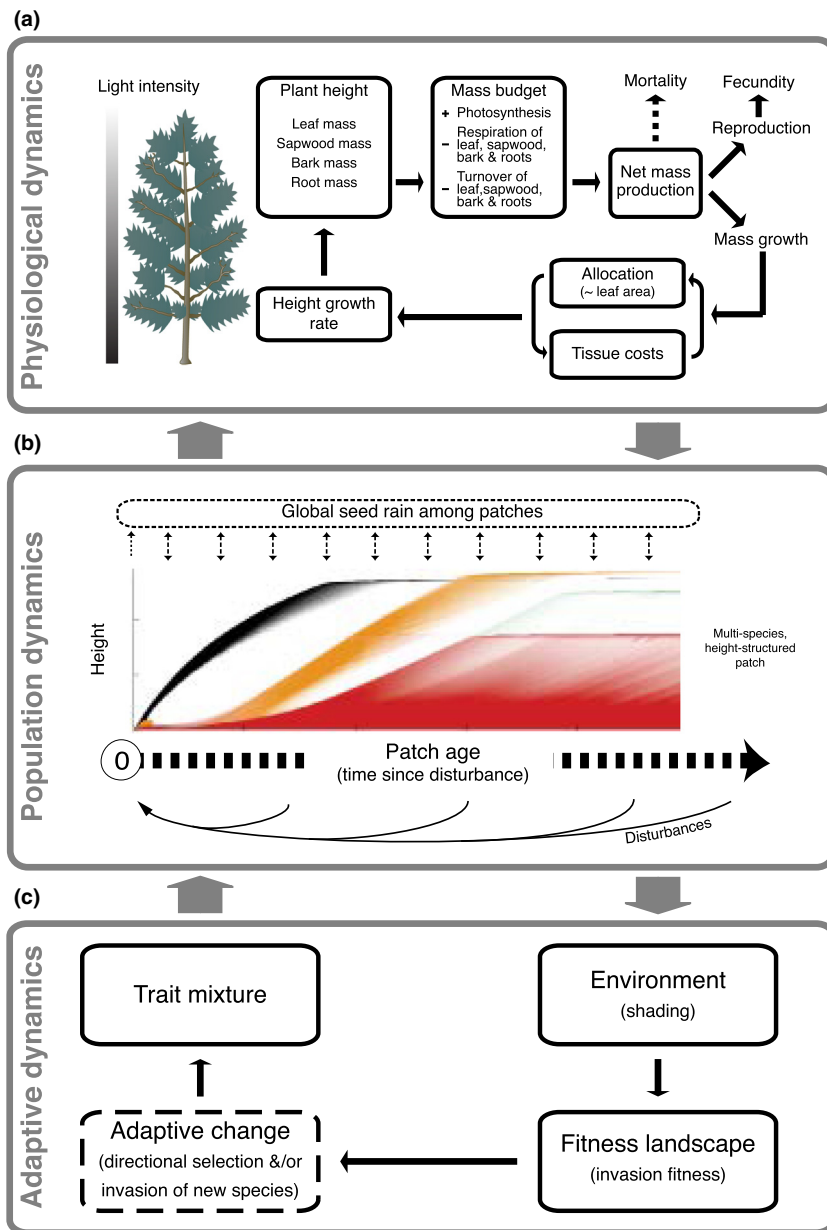 (a)
Physiological dynamics
Light intensity
Plant height
Leaf mass
Sapwood mass
Bark mass
Root mass
Mass budget
+ Photosynthesis
Respiration of
- leaf, sapwood,
bark & roots
Turnover of
- leaf,sapwood,
bark & roots
Mortality
Fecundity
Reproduction
Net mass
production
Mass growth
Allocation
(~ leaf area)
Tissue costs
Height growth
rate
(b)
Population dynamics
Global seed rain among patches
Height
Multi-species,
height-structured
patch
0
Patch age
(time since disturbance)
Disturbances
(c)
Adaptive dynamics
Trait mixture
Environment
(shading)
Adaptive change
(directional selection &/or
invasion of new species)
Fitness landscape
(invasion fitness)